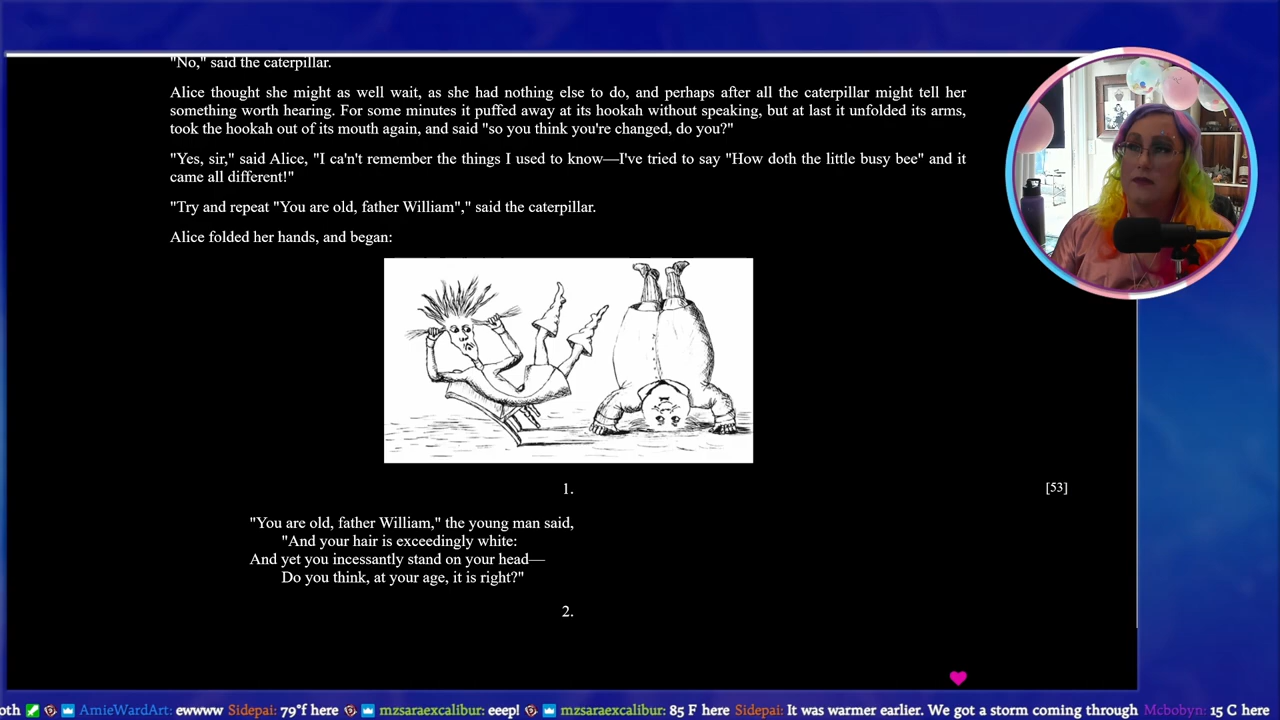 "No," said the caterpillar.
Alice thought she might as well wait, as she had nothing else to do, and perhaps after all the caterpillar might tell her
something worth hearing. For some minutes it puffed away at its hookah without speaking, but at last it unfolded its arms,
took the hookah out of its mouth again, and said "so you think you're changed, do you?"
"Yes, sir," said Alice, "I ca'n't remember the things I used to know—I've tried to say "How doth the little busy bee" and it
came all different!"
"Try and repeat "You are old, father William"," said the caterpillar.
Alice folded her hands, and began:
1.
[53]
"You are old, father William," the young man said,
"And your hair is exceedingly white:
And yet you incessantly stand on your head—
Do you think, at your age, it is right?"
2.
oth AmieWardArt: ewwww Sidepai: 79°f here mzsaraexcalibur: eeep! mzsaraexcalibur: 85 F here Sidepai: It was warmer earlier. We got a storm coming through Mcbobyn: 15 C here